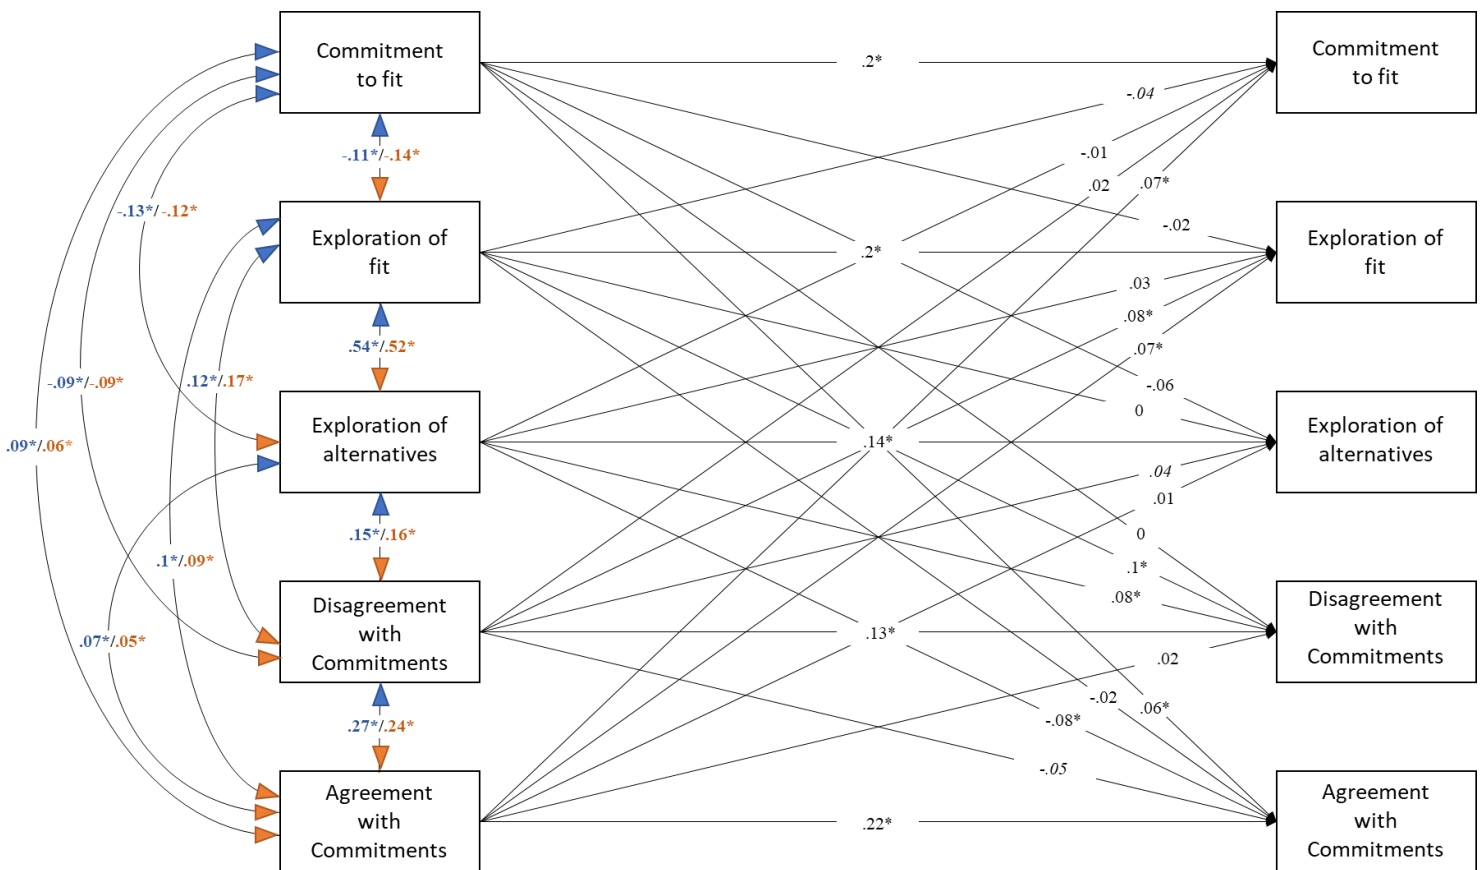 Commitment
to fit
Commitment
to fit
.2*
-.04
-.11*/-.14*
-.01
.02
.07*
-.13*/-.12*
-.02
Exploration of
fit
.2*
Exploration of
fit
.03
.08*
.54*/.52*
.07*
-.09*/-.09*
.12*/.17*
-.06
0
Exploration of
alternatives
Exploration of
alternatives
.09*/.06*
.14*
.04
.01
.15*/.16*
0
.1*/.09*
.1*
.08*
Disagreement
with
Commitments
Disagreement
with
Commitments
.07*/.05*
.13*
.02
-.02
.06*
.27*/.24*
-.08*
-.05
Agreement
with
Commitments
.22*
Agreement
with
Commitments